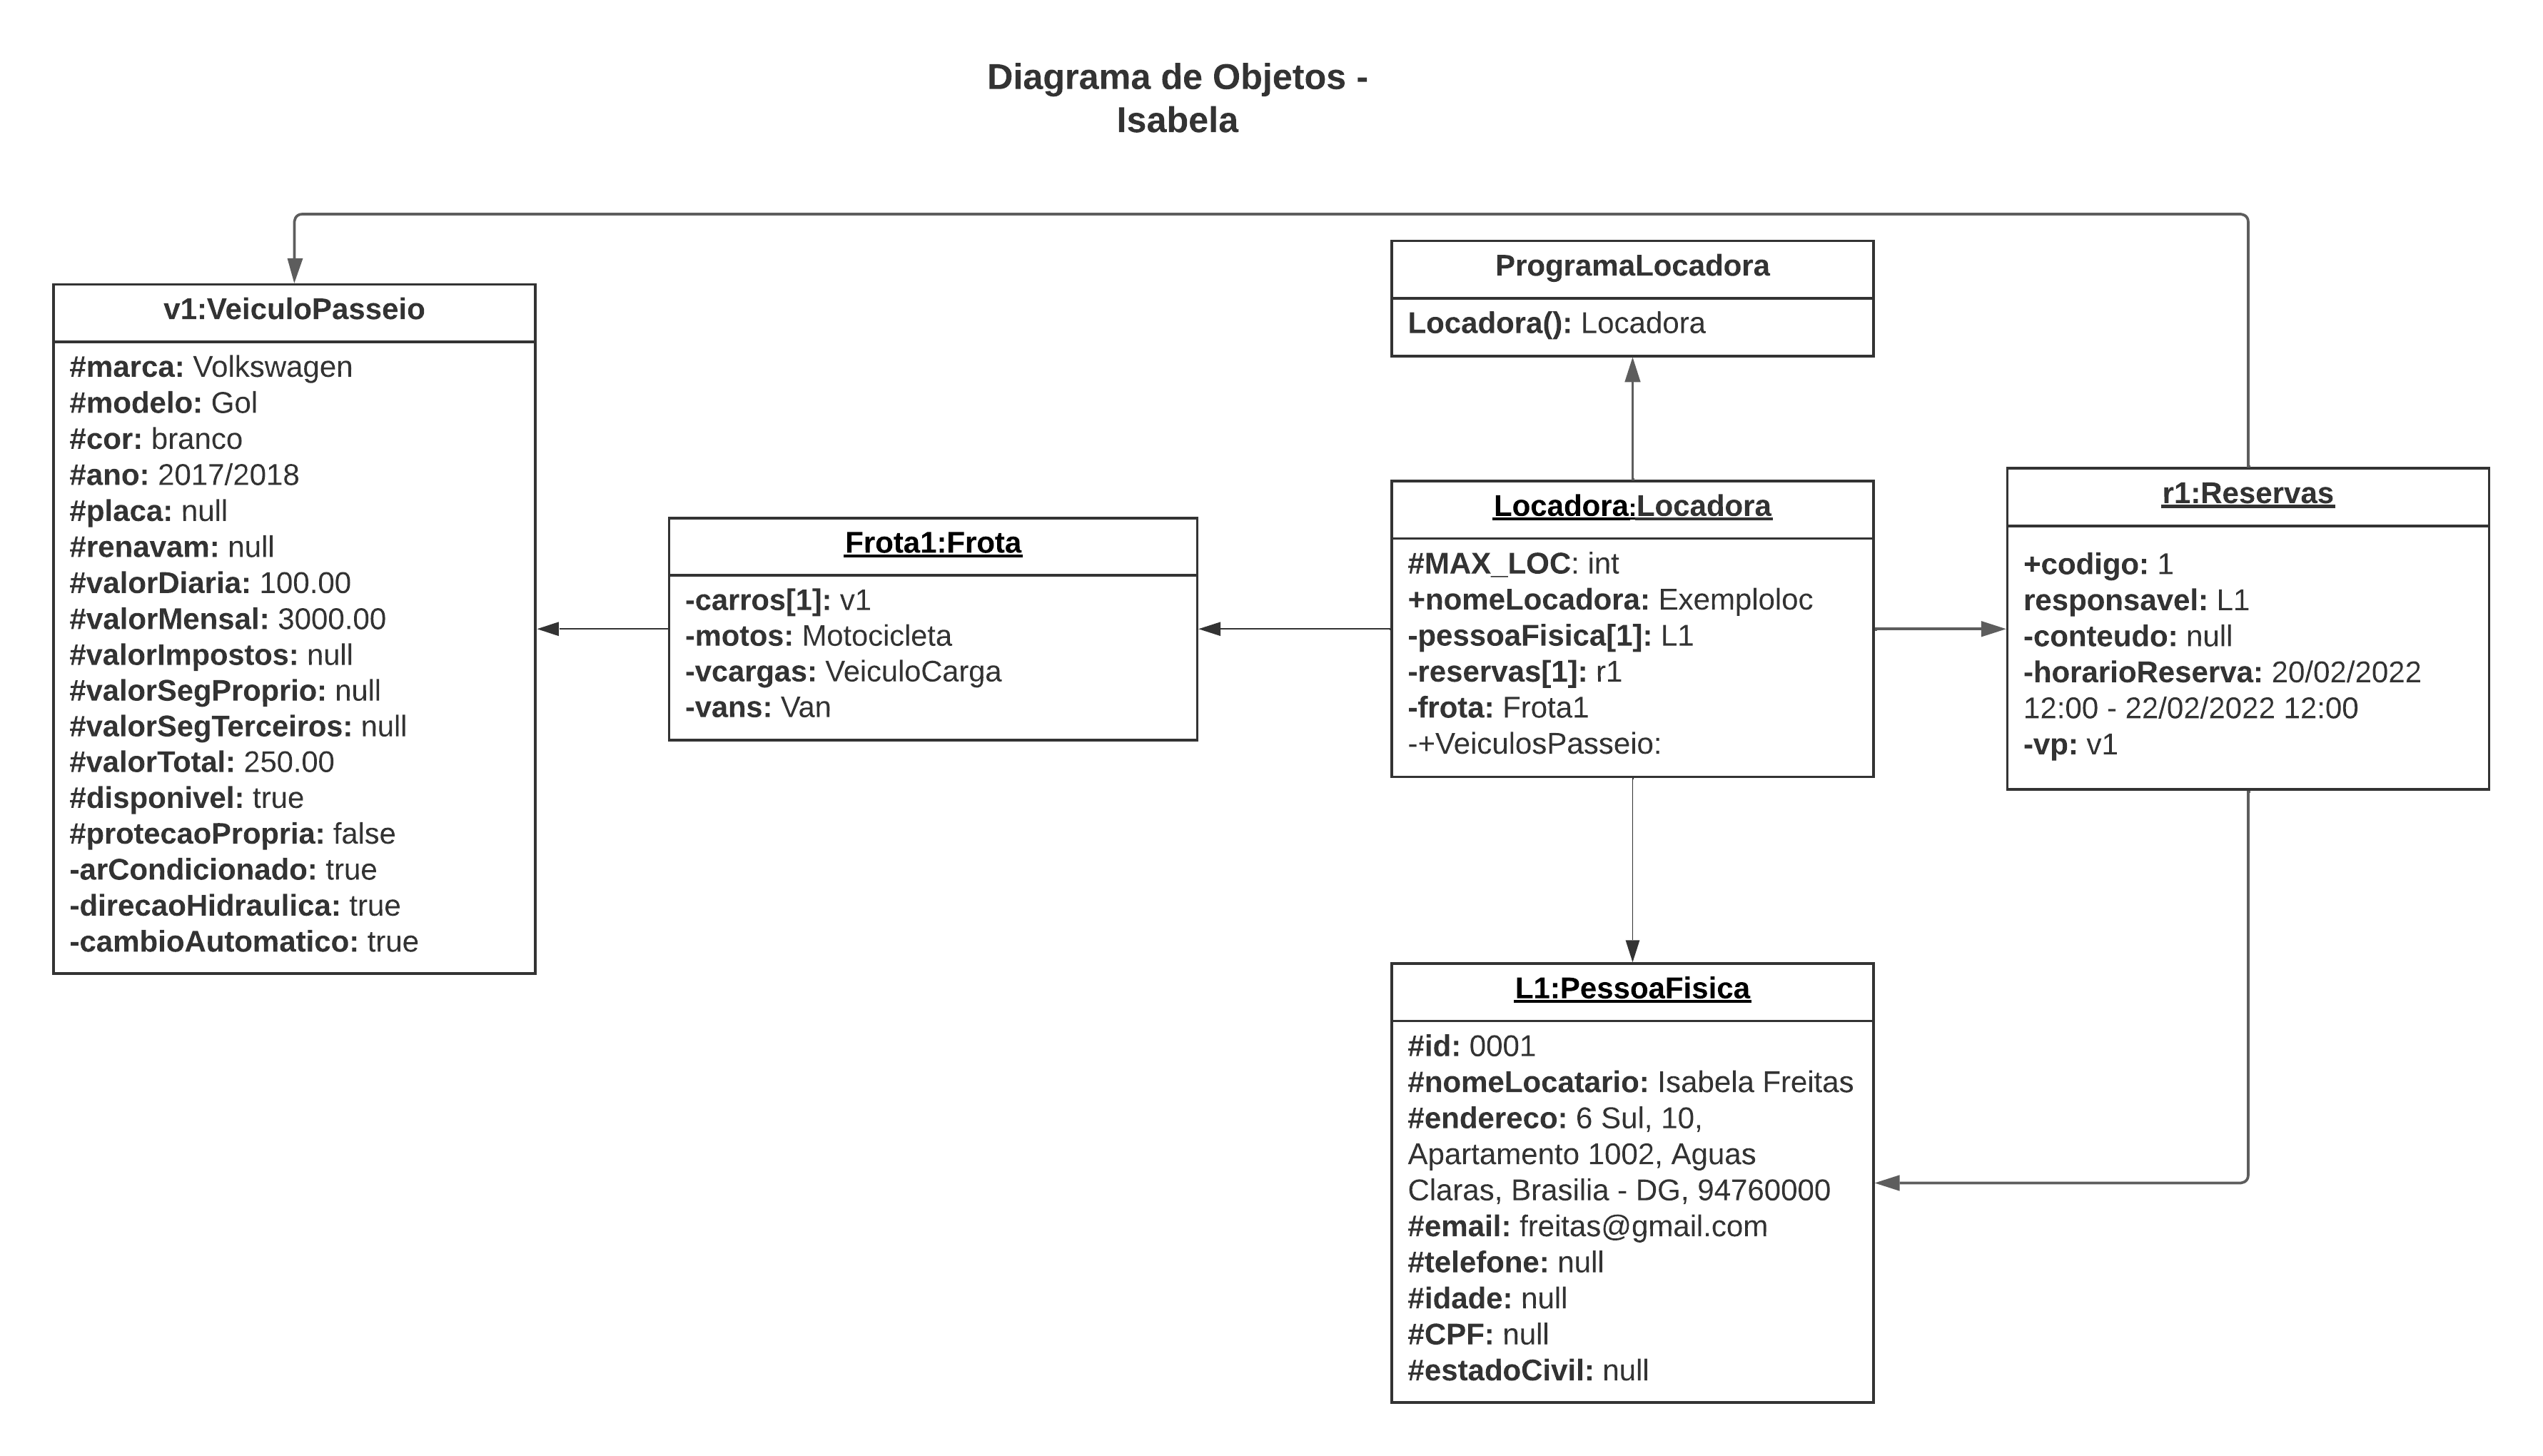 Diagrama de Objetos -
Isabela
v1:VeiculoPasseio
#marca: Volkswagen
#modelo: Gol
#cor: branco
#ano: 2017/2018
#placa: null
#renavam: null
#valorDiaria: 100.00
#valorMensal: 3000.00
#valorImpostos: null
#valorSegProprio: null
#valorSegTerceiros: null
#valorTotal: 250.00
#disponivel: true
#protecaoPropria: false
-arCondicionado: true
-direcaoHidraulica: true
-cambioAutomatico: true
Frota1:Frota
-carros[1]: v1
-motos: Motocicleta
-vcargas: VeiculoCarga
-vans: Van
ProgramaLocadora
Locadora(): Locadora
Locadora:Locadora
#MAX_LOC: int
+nomeLocadora: Exemploloc
-pessoaFisica[1]: L1
-reservas[1]: r1
-frota: Frota1
-+VeiculosPasseio:
r1:Reservas
+codigo: 1
responsavel: L1
-conteudo: null
-horarioReserva: 20/02/2022
12:00 - 22/02/2022 12:00
-vp: v1
L1:PessoaFisica
#id: 0001
#nomeLocatario: Isabela Freitas
#endereco: 6 Sul, 10,
Apartamento 1002, Aguas
Claras, Brasilia - DG, 94760000
#email: freitas@gmail.com
#telefone: null
#idade: null
#CPF: null
#estadoCivil: null